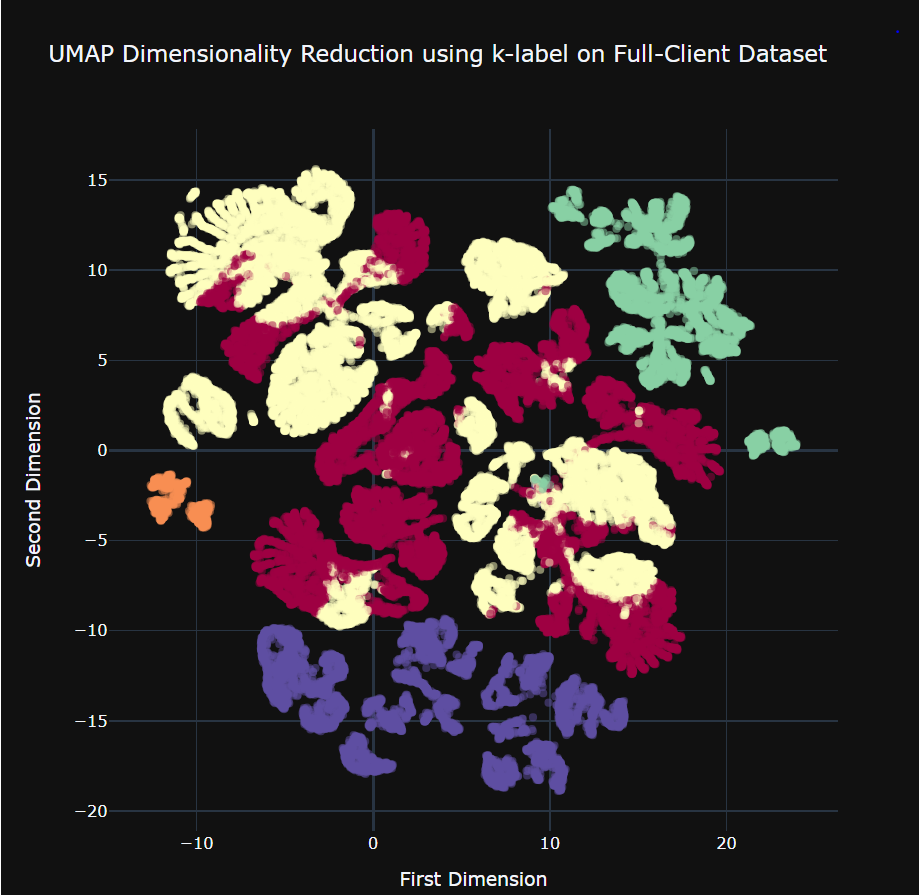 UMAP Dimensionality Reduction using k-label on Full-Client Dataset
15
10
5
0
−5
−10
−15
−20
Second Dimension
−10 0 10 20
First Dimension